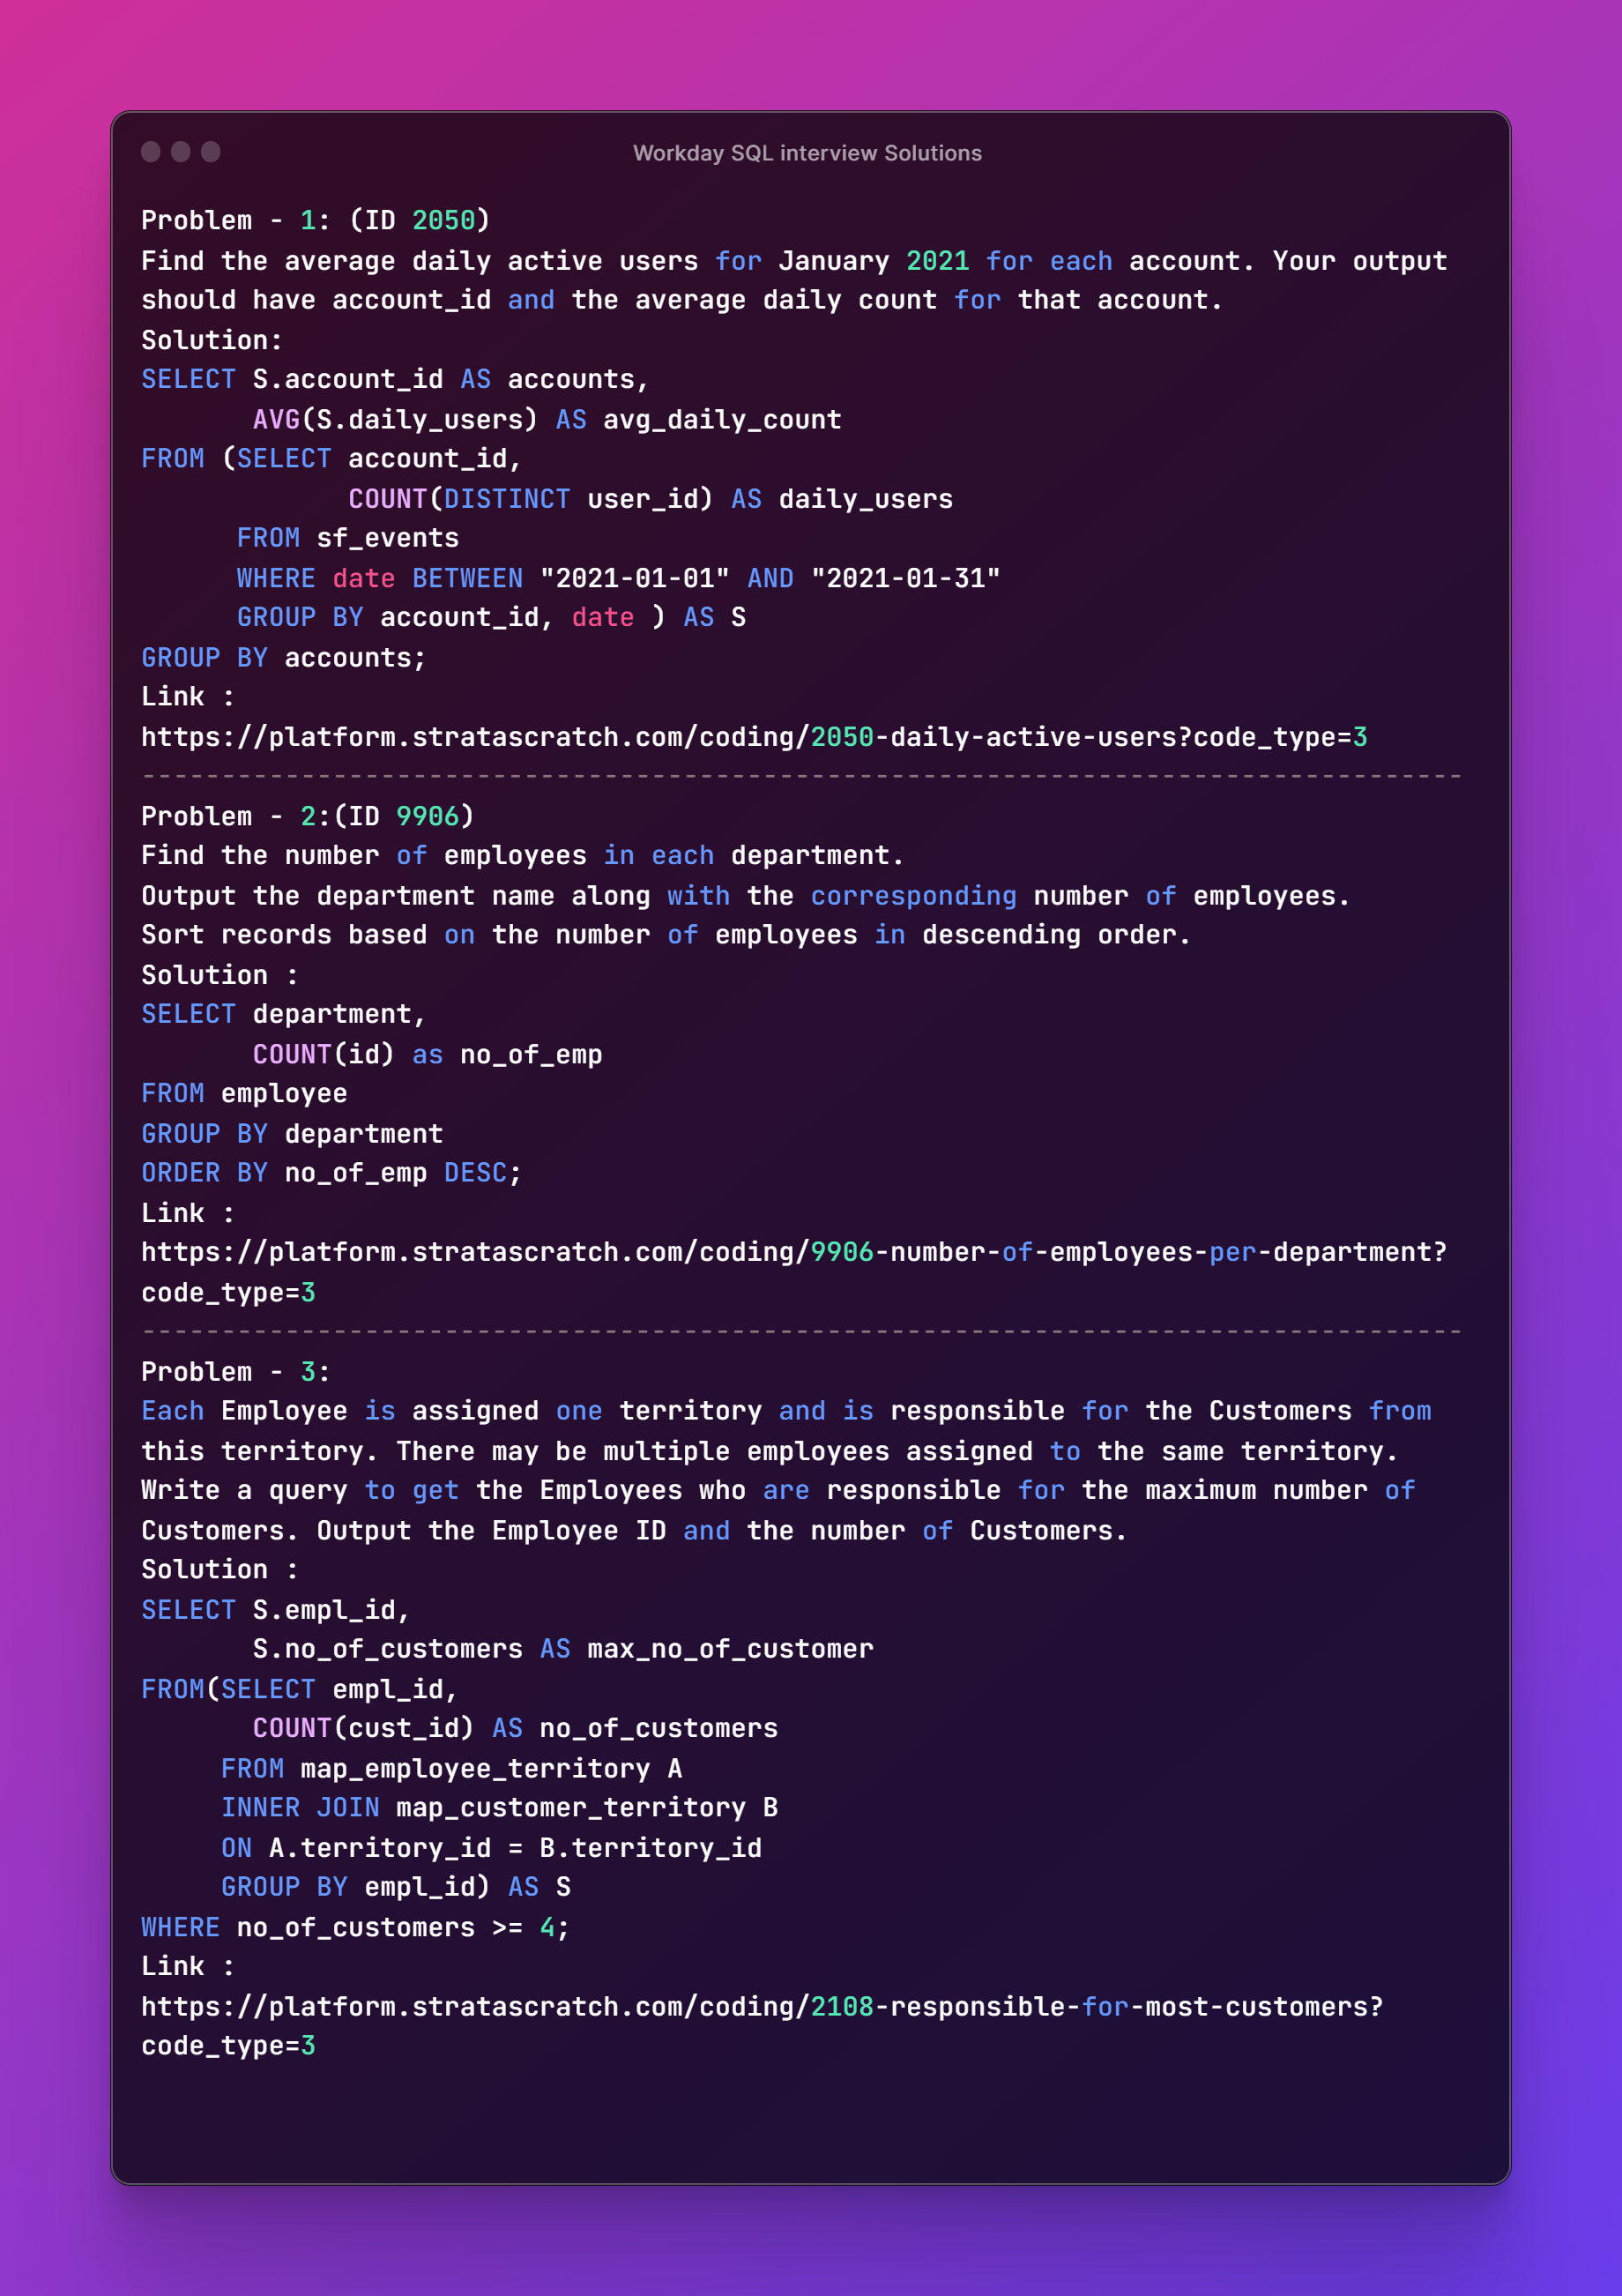 Workday SQL interview Solutions
Problem - 1: (ID 2050)
Find the average daily active users for January 2021 for each account. Your output
should have account_id and the average daily count for that account.
Solution:
SELECT S.account_id AS accounts,
       AVG(S.daily_users) AS avg_daily_count
FROM (SELECT account_id,
             COUNT(DISTINCT user_id) AS daily_users
      FROM sf_events
      WHERE date BETWEEN "2021-01-01" AND "2021-01-31"
      GROUP BY account_id, date ) AS S
GROUP BY accounts;
Link :
https://platform.stratascratch.com/coding/2050-daily-active-users?code_type=3
-----------------------------------------------------------------------------------
Problem - 2:(ID 9906)
Find the number of employees in each department.
Output the department name along with the corresponding number of employees.
Sort records based on the number of employees in descending order.
Solution :
SELECT department,
       COUNT(id) as no_of_emp
FROM employee
GROUP BY department
ORDER BY no_of_emp DESC;
Link :
https://platform.stratascratch.com/coding/9906-number-of-employees-per-department?
code_type=3
-----------------------------------------------------------------------------------
Problem - 3:
Each Employee is assigned one territory and is responsible for the Customers from
this territory. There may be multiple employees assigned to the same territory.
Write a query to get the Employees who are responsible for the maximum number of
Customers. Output the Employee ID and the number of Customers.
Solution :
SELECT S.empl_id,
       S.no_of_customers AS max_no_of_customer
FROM(SELECT empl_id,
       COUNT(cust_id) AS no_of_customers
     FROM map_employee_territory A
     INNER JOIN map_customer_territory B
     ON A.territory_id = B.territory_id
     GROUP BY empl_id) AS S
WHERE no_of_customers >= 4;
Link :
https://platform.stratascratch.com/coding/2108-responsible-for-most-customers?
code_type=3